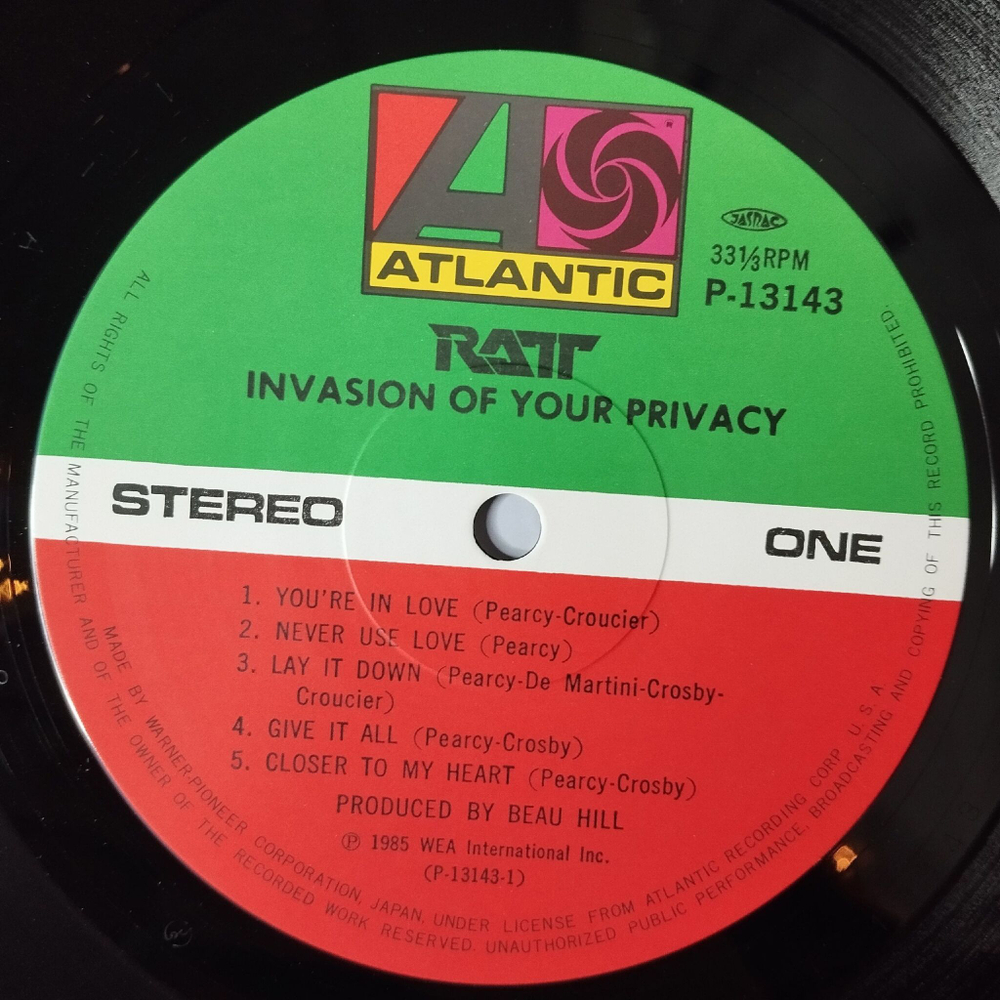 ATLANTIC
®
JASRAC
33⅓RPM
P-13143
RATT
INVASION OF YOUR PRIVACY
STEREO
ONE
1. YOU'RE IN LOVE (Pearcy-Croucier)
2. NEVER USE LOVE (Pearcy)
3. LAY IT DOWN (Pearcy-De Martini-Crosby-
Croucier)
4. GIVE IT ALL (Pearcy-Crosby)
5. CLOSER TO MY HEART (Pearcy-Crosby)
PRODUCED BY BEAU HILL
Ⓟ 1985 WEA International Inc.
(P-13143-1)
MADE BY WARNER-PIONEER CORPORATION, JAPAN, UNDER LICENSE FROM ATLANTIC RECORDING CORP. U.S.A.
ALL RIGHTS OF THE MANUFACTURER AND OF THE OWNER OF THE RECORDED WORK RESERVED. UNAUTHORIZED PUBLIC PERFORMANCE, BROADCASTING AND COPYING OF THIS RECORD PROHIBITED.